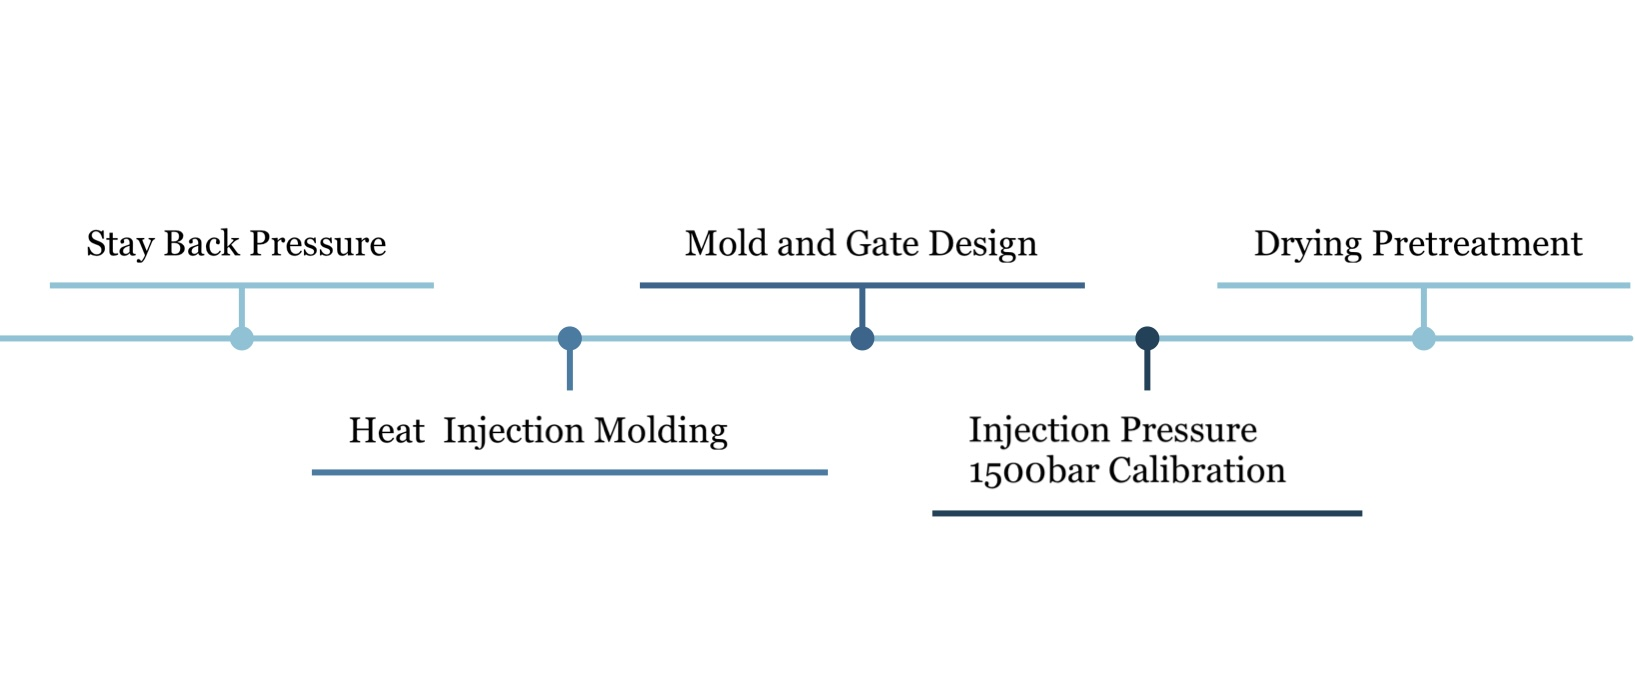 Stay Back Pressure
Heat  Injection Molding
Mold and Gate Design
Injection Pressure
1500bar Calibration
Drying Pretreatment